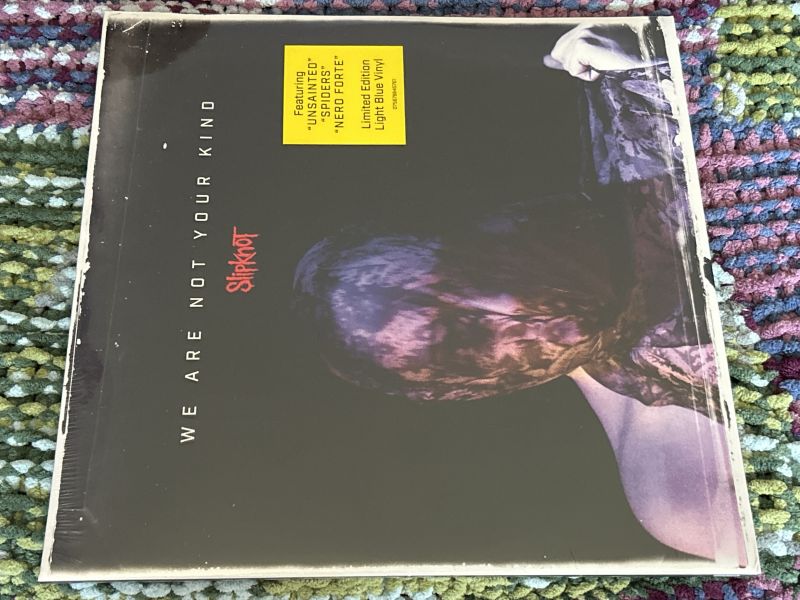 WE ARE NOT YOUR KIND
SlipknoT
Featuring
"UNSAINTED"
"SPIDERS"
"NERO FORTE"
Limited Edition
Light Blue Vinyl